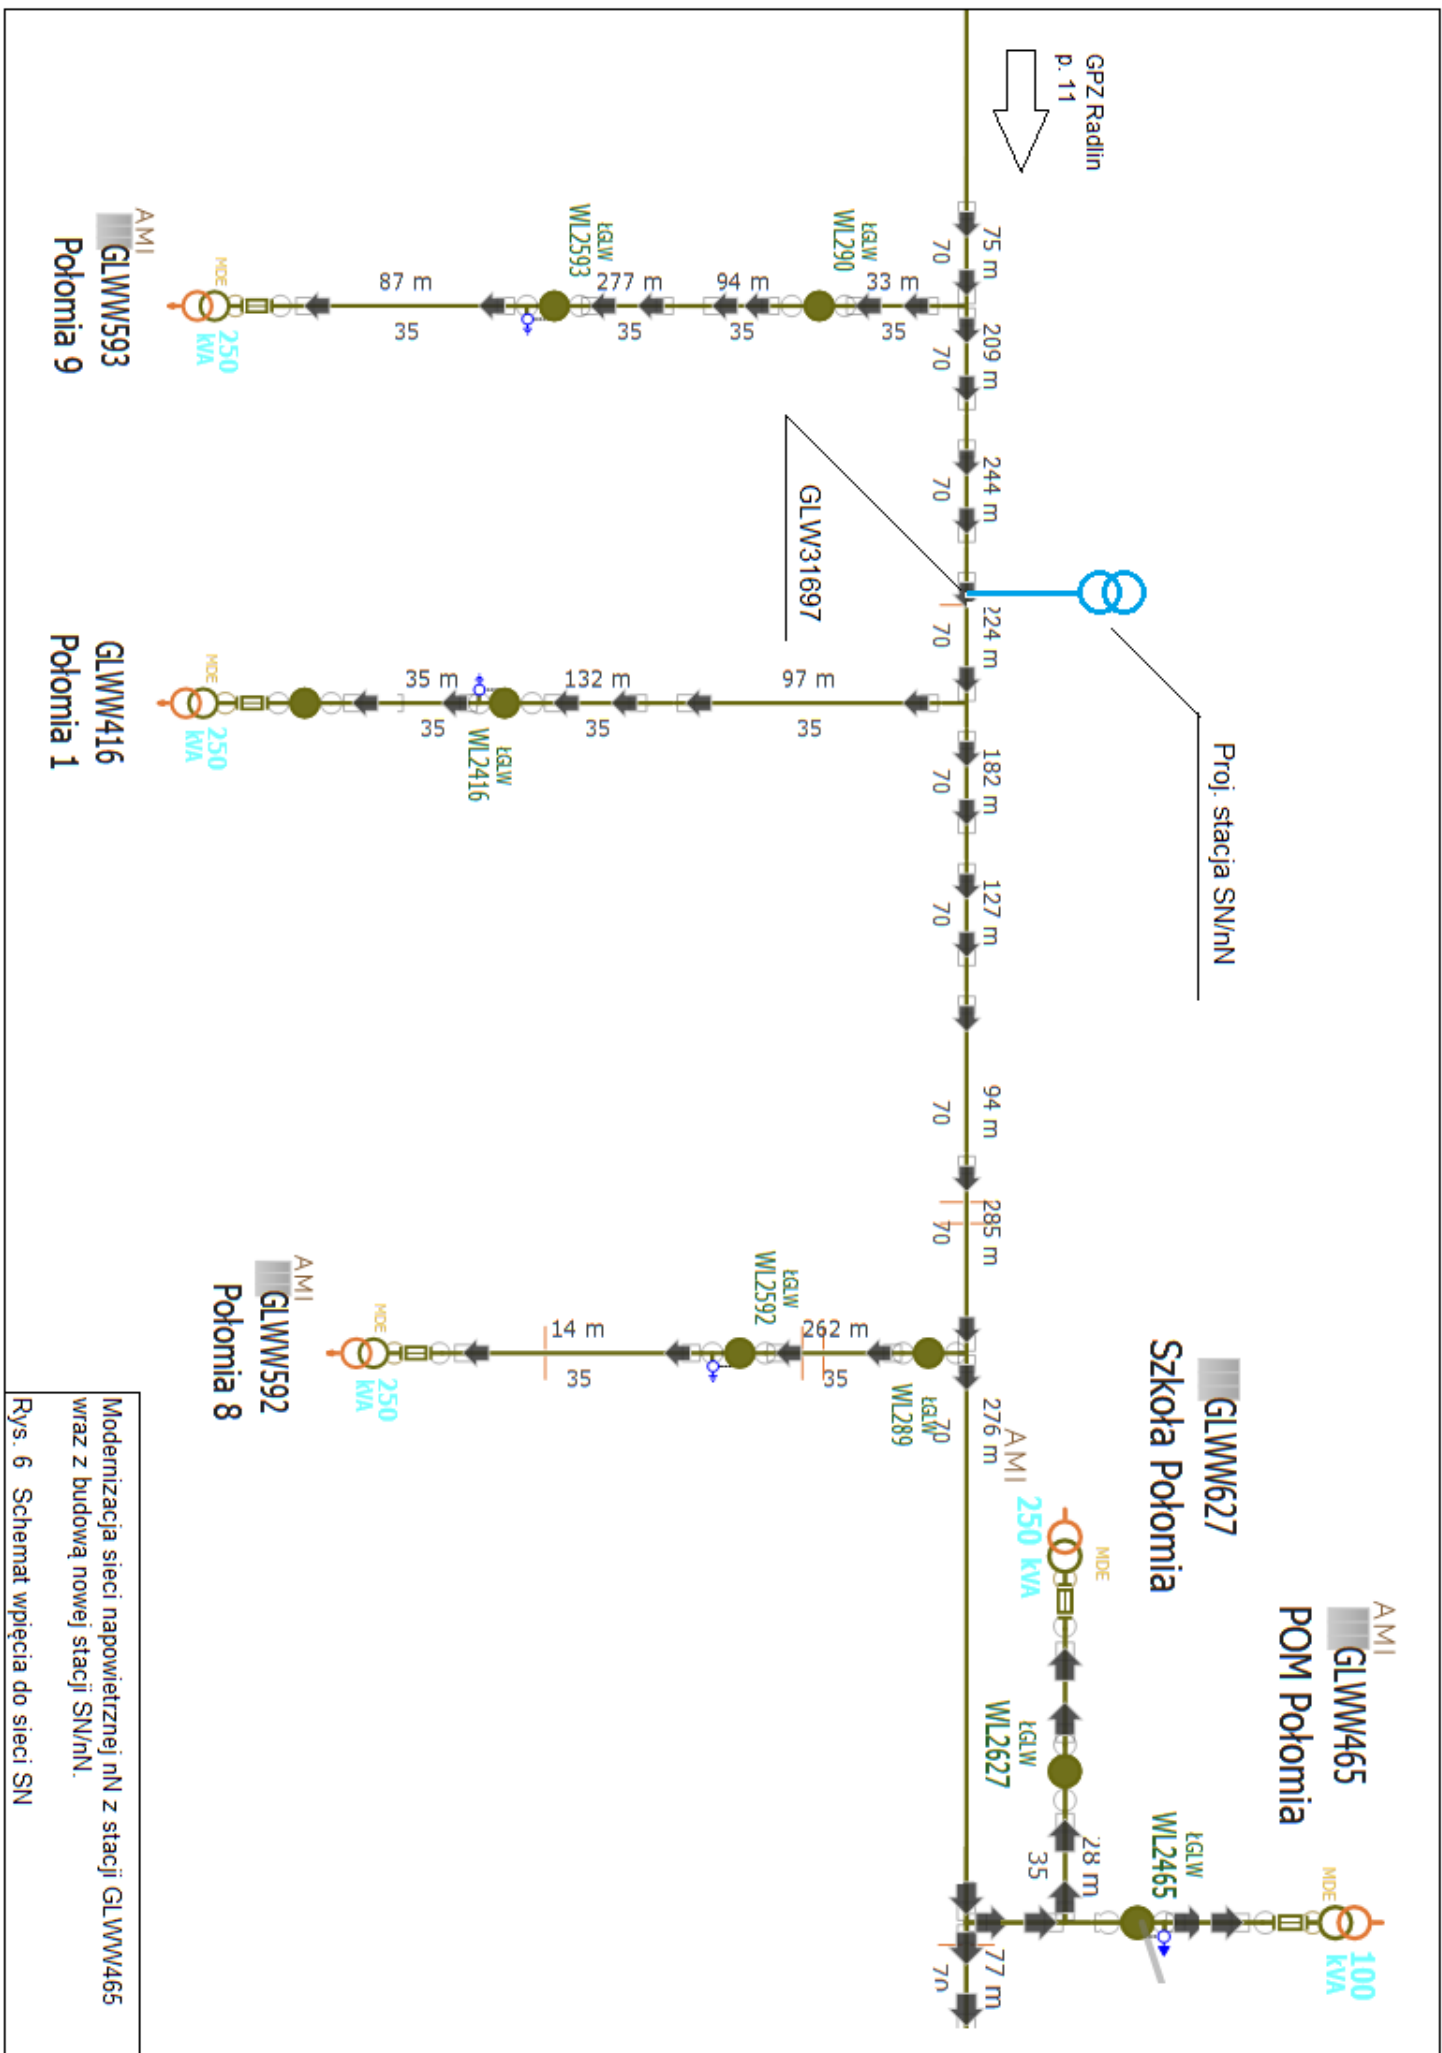 GPZ Radlin
p. 11
75 m
70
209 m
70
244 m
70
224 m
70
182 m
70
127 m
70
94 m
70
285 m
70
276 m
70
77 m
70
33 m
35
ŁGLW
WL290
94 m
35
277 m
35
ŁGLW
WL2593
87 m
35
MDE
250
kVA
AMI
GLWW593
Połomia 9
GLW31697
Proj. stacja SN/nN
97 m
35
132 m
35
ŁGLW
WL2416
35 m
35
MDE
250
kVA
GLWW416
Połomia 1
ŁGLW
WL289
262 m
35
ŁGLW
WL2592
14 m
35
MDE
250
kVA
AMI
GLWW592
Połomia 8
GLWW627
Szkoła Połomia
AMI
250 kVA
MDE
ŁGLW
WL2627
28 m
35
AMI
GLWW465
POM Połomia
ŁGLW
WL2465
MDE
100
kVA
Modernizacja sieci napowietrznej nN z stacji GLWW465
wraz z budową nowej stacji SN/nN.
Rys. 6 Schemat wpięcia do sieci SN